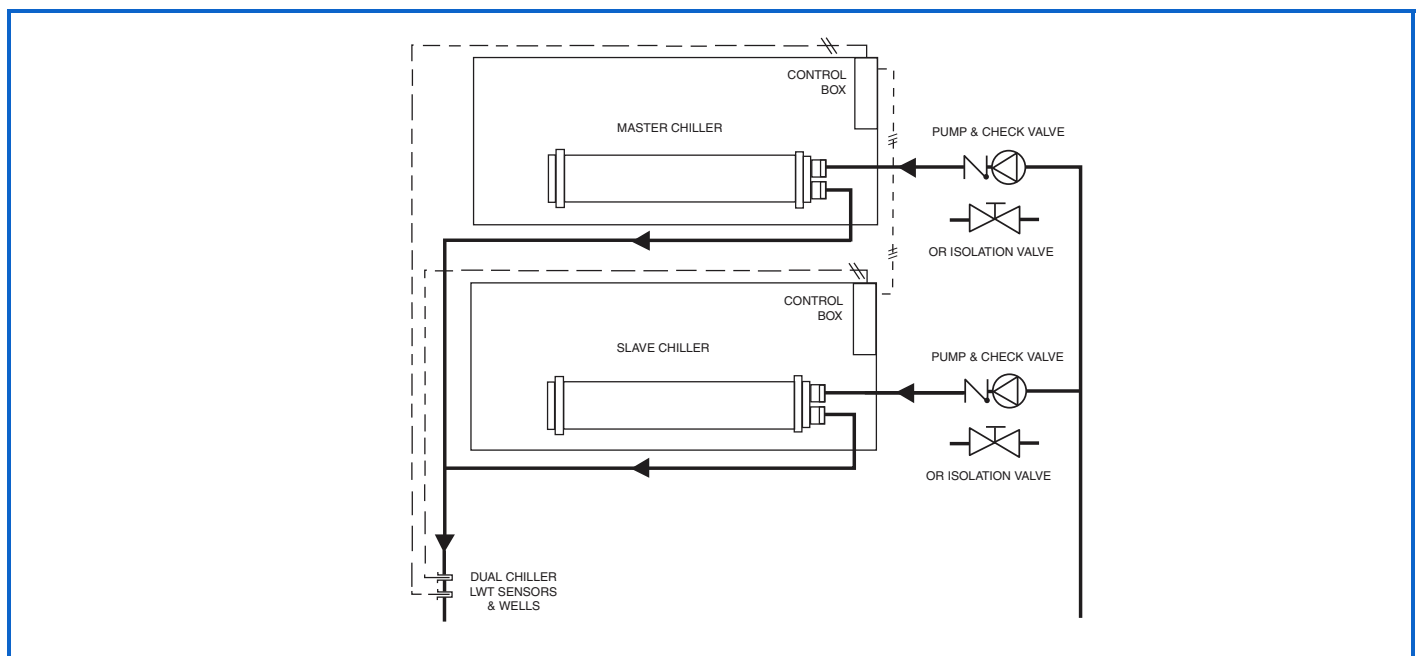 CONTROL
BOX
MASTER CHILLER
PUMP & CHECK VALVE
OR ISOLATION VALVE
CONTROL
BOX
SLAVE CHILLER
PUMP & CHECK VALVE
OR ISOLATION VALVE
DUAL CHILLER
LWT SENSORS
& WELLS